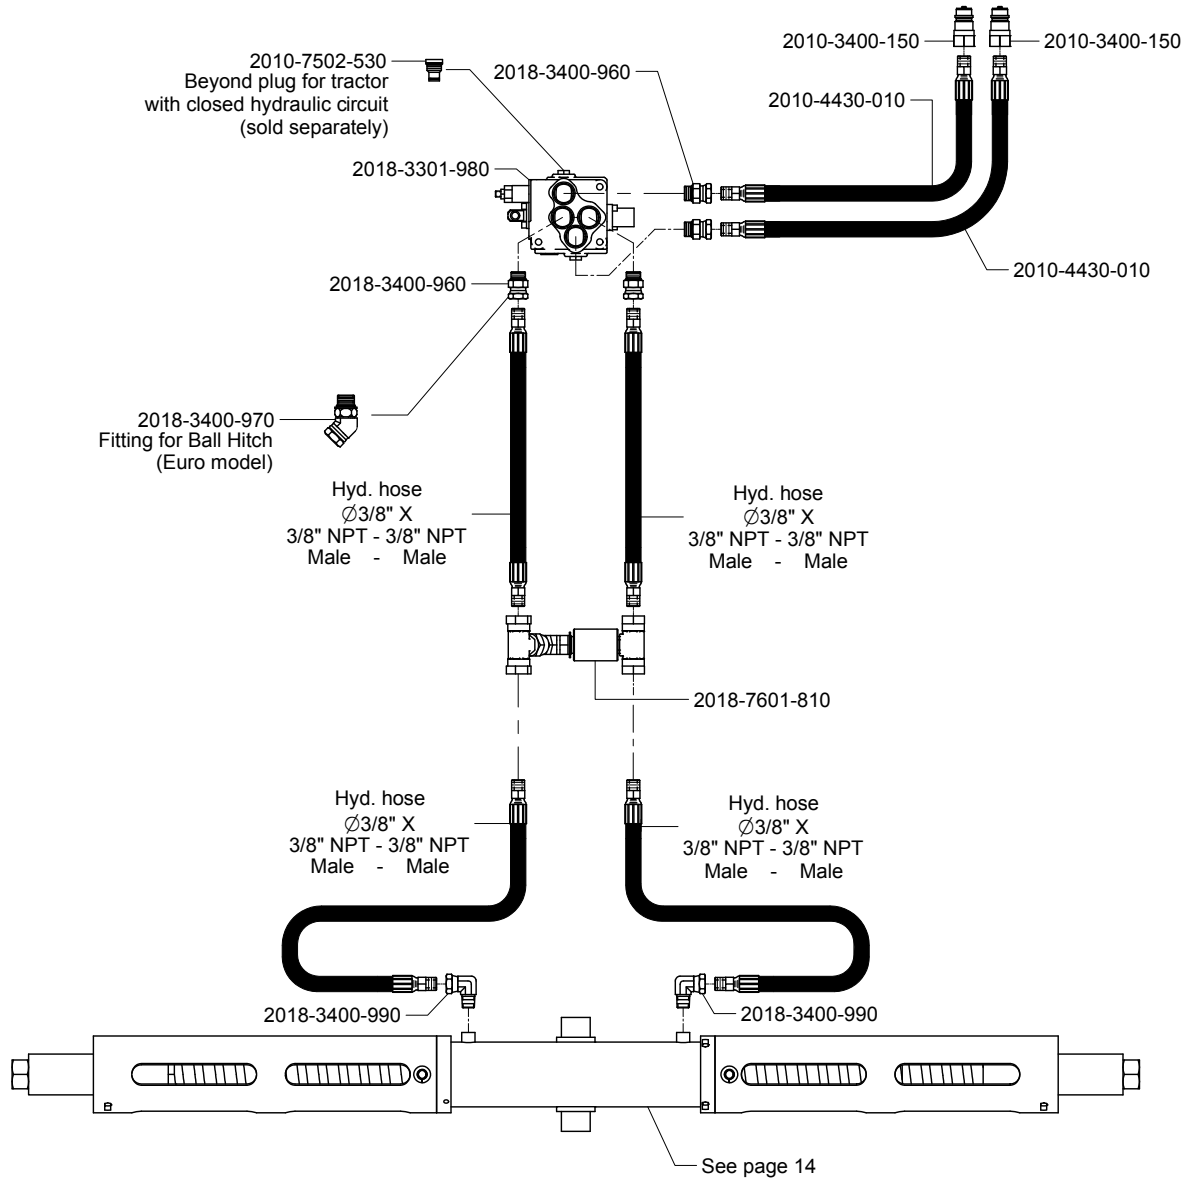 2010-3400-150
2010-3400-150
2010-7502-530
Beyond plug for tractor
with closed hydraulic circuit
(sold separately)
2018-3400-960
2010-4430-010
2018-3301-980
2010-4430-010
2018-3400-960
2018-3400-970
Fitting for Ball Hitch
(Euro model)
Hyd. hose
∅3/8" X
3/8" NPT - 3/8" NPT
Male - Male
Hyd. hose
∅3/8" X
3/8" NPT - 3/8" NPT
Male - Male
2018-7601-810
Hyd. hose
∅3/8" X
3/8" NPT - 3/8" NPT
Male - Male
Hyd. hose
∅3/8" X
3/8" NPT - 3/8" NPT
Male - Male
2018-3400-990
2018-3400-990
See page 14